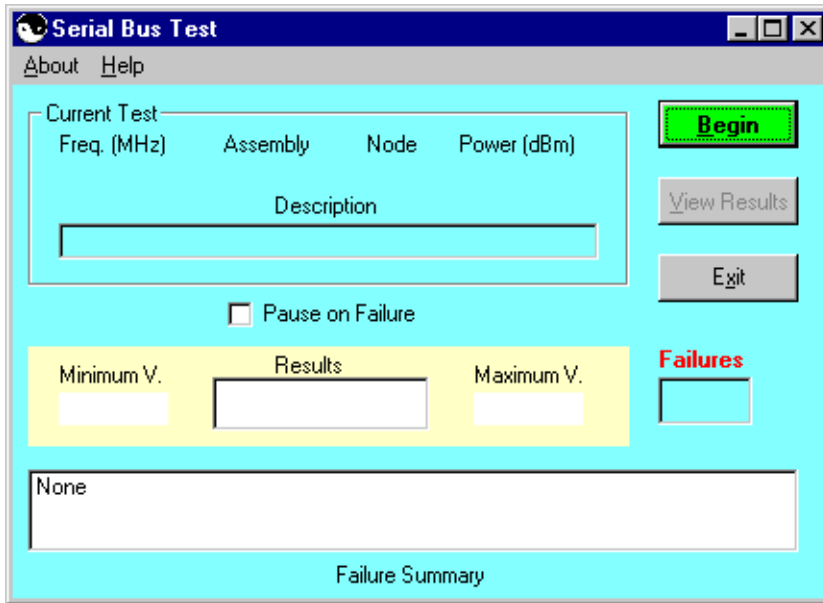 Serial Bus Test
About Help
Current Test
Freq. (MHz) Assembly Node Power (dBm)
Begin
Description
View Results
Exit
Pause on Failure
Minimum V. Results Maximum V.
Failures
None
Failure Summary